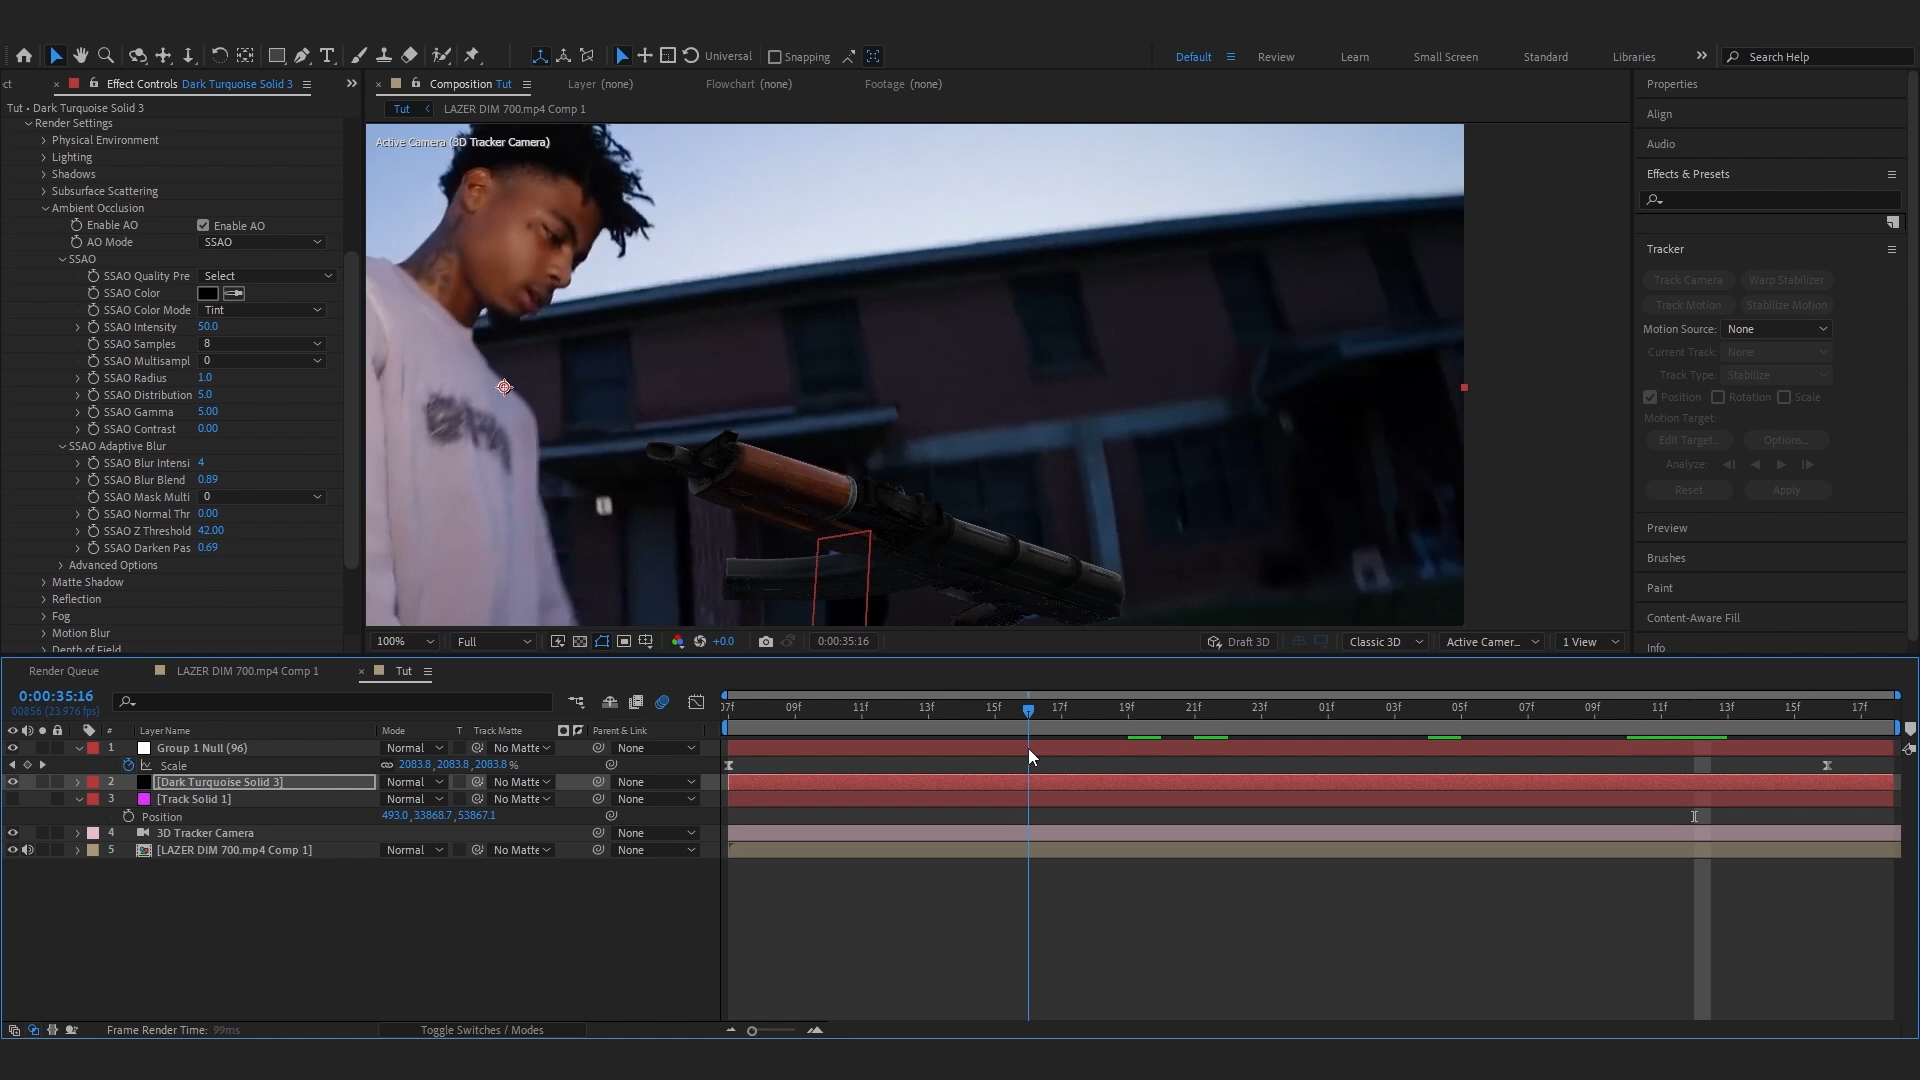 Universal
Snapping
Default
Review
Learn
Small Screen
Standard
Libraries
Search Help
ct
Effect Controls Dark Turquoise Solid 3
Composition Tut
Layer (none)
Flowchart (none)
Footage (none)
Tut • Dark Turquoise Solid 3
Tut
LAZER DIM 700.mp4 Comp 1
Active Camera (3D Tracker Camera)
Render Settings
Physical Environment
Lighting
Shadows
Subsurface Scattering
Ambient Occlusion
Enable AO Enable AO
AO Mode SSAO
SSAO
SSAO Quality Pre Select
SSAO Color
SSAO Color Mode Tint
SSAO Intensity 50.0
SSAO Samples 8
SSAO Multisampl 0
SSAO Radius 1.0
SSAO Distribution 5.0
SSAO Gamma 5.00
SSAO Contrast 0.00
SSAO Adaptive Blur
SSAO Blur Intensi 4
SSAO Blur Blend 0.89
SSAO Mask Multi 0
SSAO Normal Thr 0.00
SSAO Z Threshold 42.00
SSAO Darken Pas 0.69
Advanced Options
Matte Shadow
Reflection
Fog
Motion Blur
Depth of Field
100%
Full
+0.0
0:00:35:16
Draft 3D
Classic 3D
Active Camer...
1 View
Properties
Align
Audio
Effects & Presets
Tracker
Track Camera Warp Stabilizer
Track Motion Stabilize Motion
Motion Source: None
Current Track: None
Track Type: Stabilize
Position Rotation Scale
Motion Target:
Edit Target... Options...
Analyze:
Reset Apply
Preview
Brushes
Paint
Content-Aware Fill
Info
Render Queue
LAZER DIM 700.mp4 Comp 1
Tut
0:00:35:16
00856 (23.976 fps)
07f 09f 11f 13f 15f 17f 19f 21f 23f 01f 03f 05f 07f 09f 11f 13f 15f 17f
# Layer Name Mode T Track Matte Parent & Link
1 Group 1 Null (96) Normal No Matte None
Scale 2083.8,2083.8,2083.8%
2 [Dark Turquoise Solid 3] Normal No Matte None
3 [Track Solid 1] Normal No Matte None
Position 493.0,33868.7,53867.1
4 3D Tracker Camera None
5 [LAZER DIM 700.mp4 Comp 1] Normal No Matte None
Frame Render Time: 99ms
Toggle Switches / Modes